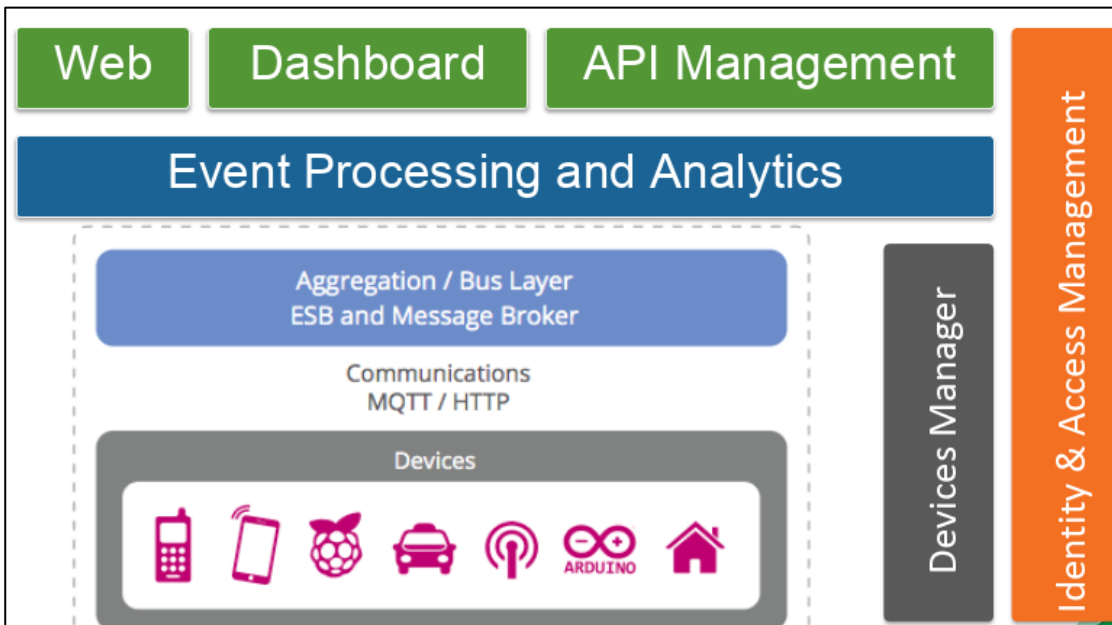 Web
Dashboard
API Management
Event Processing and Analytics
Aggregation / Bus Layer
ESB and Message Broker
Communications
MQTT / HTTP
Devices
ARDUINO
Devices Manager
Identity & Access Management